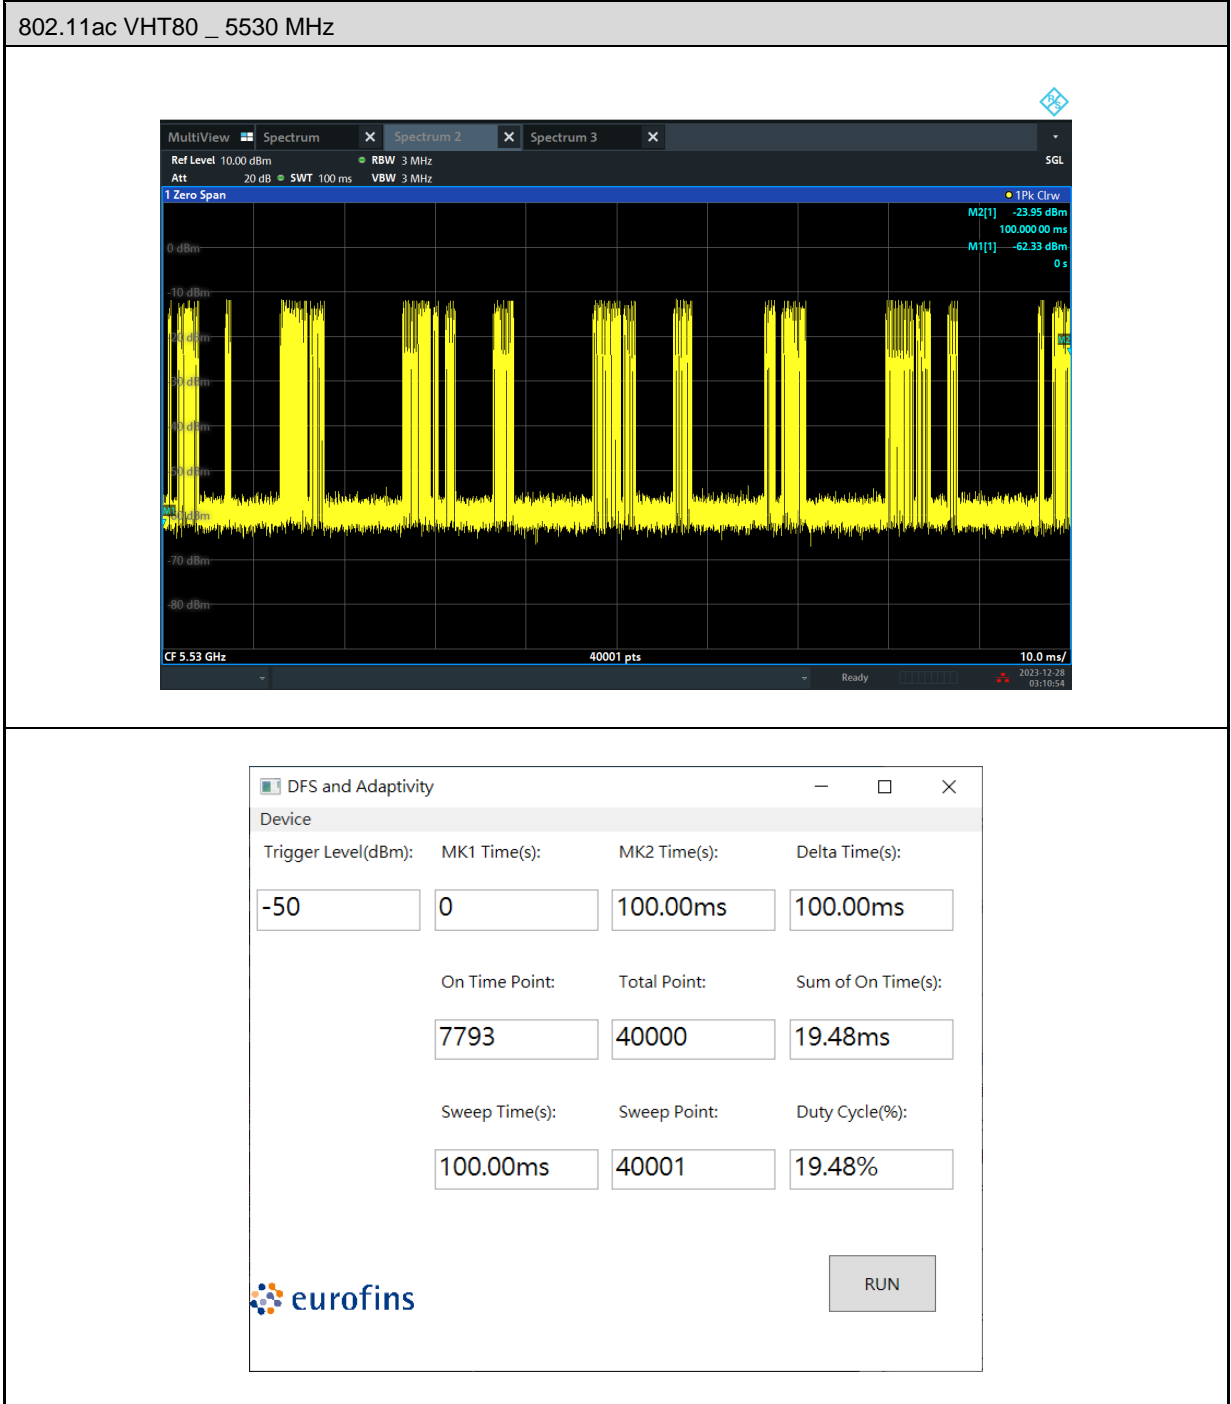 802.11ac VHT80 _ 5530 MHz
R S
MultiView Spectrum X Spectrum 2 X Spectrum 3 X
Ref Level 10.00 dBm RBW 3 MHz SGL
Att 20 dB SWT 100 ms VBW 3 MHz
1 Zero Span 1Pk Clrw
M2[1] -23.95 dBm
100.000 00 ms
M1[1] -62.33 dBm
0 s
0 dBm
-10 dBm
-20 dBm
-30 dBm
M2
-40 dBm
-50 dBm
M1
-60 dBm
-70 dBm
-80 dBm
CF 5.53 GHz 40001 pts 10.0 ms/
Ready 2023-12-28
03:10:54
DFS and Adaptivity
Device
Trigger Level(dBm): MK1 Time(s): MK2 Time(s): Delta Time(s):
-50 0 100.00ms 100.00ms
On Time Point: Total Point: Sum of On Time(s):
7793 40000 19.48ms
Sweep Time(s): Sweep Point: Duty Cycle(%):
100.00ms 40001 19.48%
RUN
eurofins